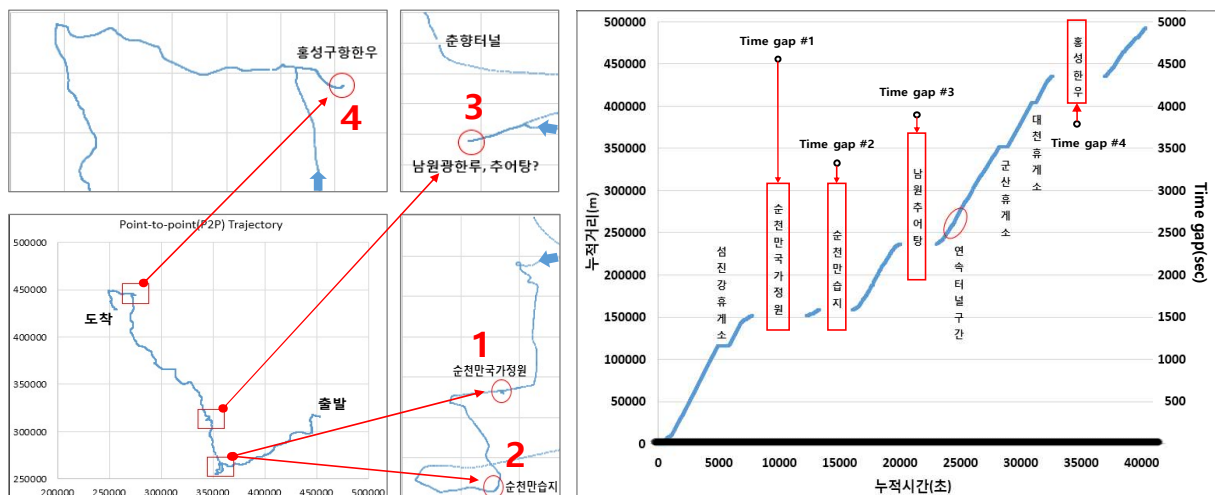 홍성구항한우
4
춘향터널
3
남원광한루, 추어탕?
Point-to-point(P2P) Trajectory
500000
450000
400000
350000
300000
250000
200000
250000
300000
350000
400000
450000
500000
도착
출발
1
순천만국가정원
2
순천만습지
500000
450000
400000
350000
300000
250000
200000
150000
100000
50000
0
누적거리(m)
0
5000
10000
15000
20000
25000
30000
35000
40000
누적시간(초)
5000
4500
4000
3500
3000
2500
2000
1500
1000
500
0
Time gap(sec)
Time gap #1
Time gap #2
Time gap #3
Time gap #4
섬진강휴게소
순천만국가정원
순천만습지
남원추어탕
연속터널구간
군산휴게소
대천휴게소
홍성한우